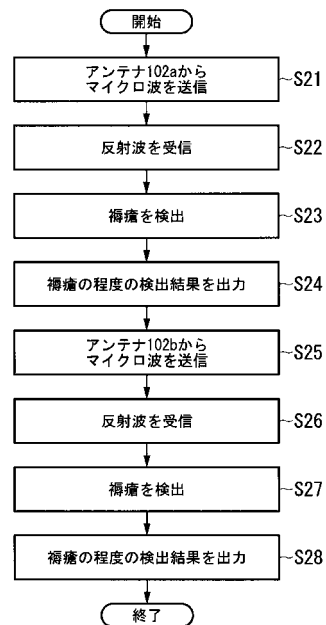 開始
アンテナ102aから
マイクロ波を送信
S21
反射波を受信
S22
褥瘡を検出
S23
褥瘡の程度の検出結果を出力
S24
アンテナ102bから
マイクロ波を送信
S25
反射波を受信
S26
褥瘡を検出
S27
褥瘡の程度の検出結果を出力
S28
終了